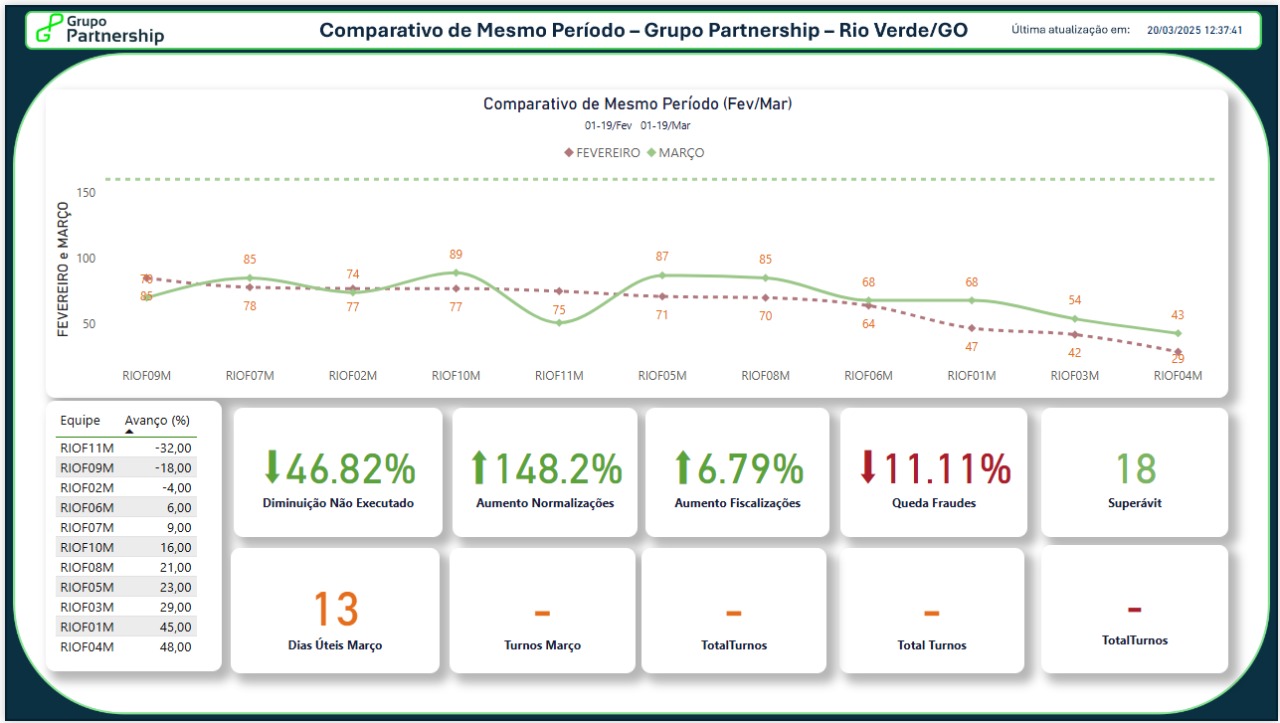 Grupo
Partnership
Comparativo de Mesmo Período – Grupo Partnership – Rio Verde/GO
Última atualização em: 20/03/2025 12:37:41
Comparativo de Mesmo Período (Fev/Mar)
01-19/Fev 01-19/Mar
FEVEREIRO MARÇO
FEVEREIRO e MARÇO
150
100
50
85 74 89 87 85 68 68 54 43
70
85
78 77 77 75 71 70 64 47 42 29
RIOF09M RIOF07M RIOF02M RIOF10M RIOF11M RIOF05M RIOF08M RIOF06M RIOF01M RIOF03M RIOF04M
Equipe Avanço (%)
RIOF11M -32,00
RIOF09M -18,00
RIOF02M -4,00
RIOF06M 6,00
RIOF07M 9,00
RIOF10M 16,00
RIOF08M 21,00
RIOF05M 23,00
RIOF03M 29,00
RIOF01M 45,00
RIOF04M 48,00
46.82%
Diminuição Não Executado
148.2%
Aumento Normalizações
6.79%
Aumento Fiscalizações
11.11%
Queda Fraudes
18
Superávit
13
Dias Úteis Março
-
Turnos Março
-
TotalTurnos
-
Total Turnos
-
TotalTurnos